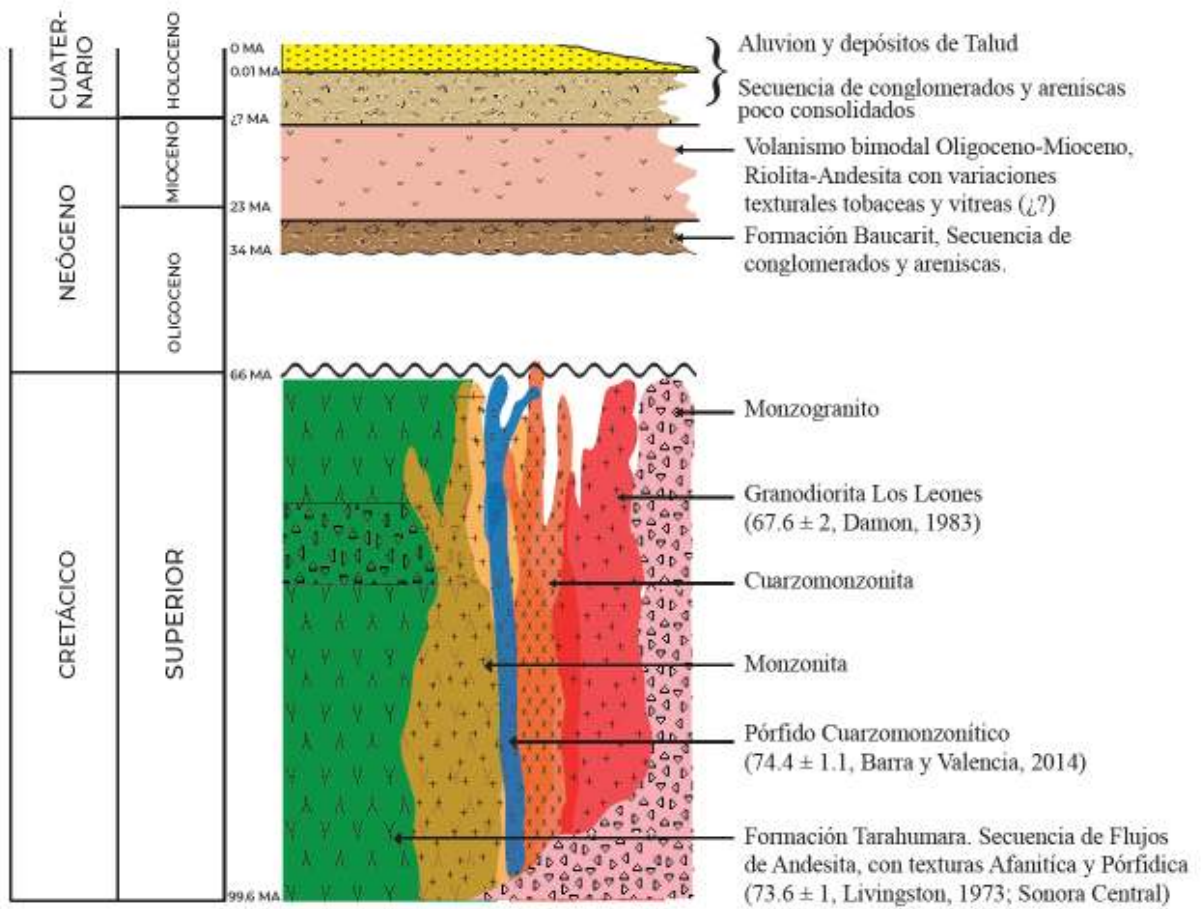 CUATER-
NARIO
HOLOCENO
NEÓGENO
MIOCENO
OLIGOCENO
CRETÁCICO
SUPERIOR
0 MA
0.01 MA
¿? MA
23 MA
34 MA
66 MA
99.6 MA
Aluvion y depósitos de Talud
Secuencia de conglomerados y areniscas
poco consolidados
Volanismo bimodal Oligoceno-Mioceno,
Riolita-Andesita con variaciones
texturales tobaceas y vitreas (¿?)
Formación Baucarit, Secuencia de
conglomerados y areniscas.
Monzogranito
Granodiorita Los Leones
(67.6 ± 2, Damon, 1983)
Cuarzomonzonita
Monzonita
Pórfido Cuarzomonzonítico
(74.4 ± 1.1, Barra y Valencia, 2014)
Formación Tarahumara. Secuencia de Flujos
de Andesita, con texturas Afanitíca y Pórfidica
(73.6 ± 1, Livingston, 1973; Sonora Central)